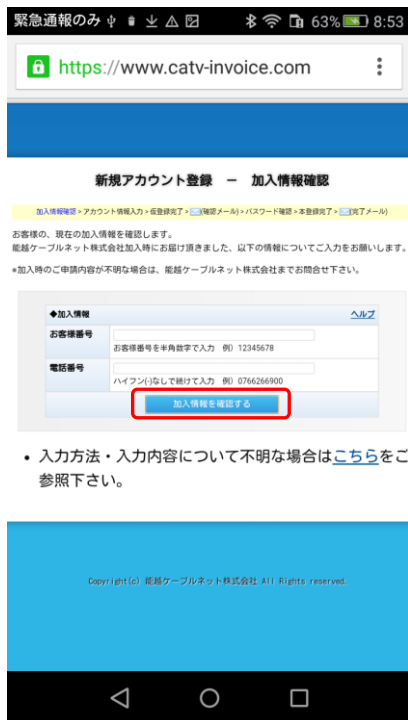 緊急通報のみ 63% 8:53
https://www.catv-invoice.com
新規アカウント登録 － 加入情報確認
加入情報確認 > アカウント情報入力 > 仮登録完了 > (確認メール) > パスワード確認 > 本登録完了 > (完了メール)
お客様の、現在の加入情報を確認します。
能越ケーブルネット株式会社加入時にお届け頂きました、以下の情報についてご入力をお願いします。
※加入時のご申請内容が不明な場合は、能越ケーブルネット株式会社までお問合せ下さい。
◆加入情報 ヘルプ
お客様番号
お客様番号を半角数字で入力 例）12345678
電話番号
ハイフン(-)なしで続けて入力 例）0766266900
加入情報を確認する
• 入力方法・入力内容について不明な場合はこちらをご
参照下さい。
Copyright(c) 能越ケーブルネット株式会社 All Rights reserved.